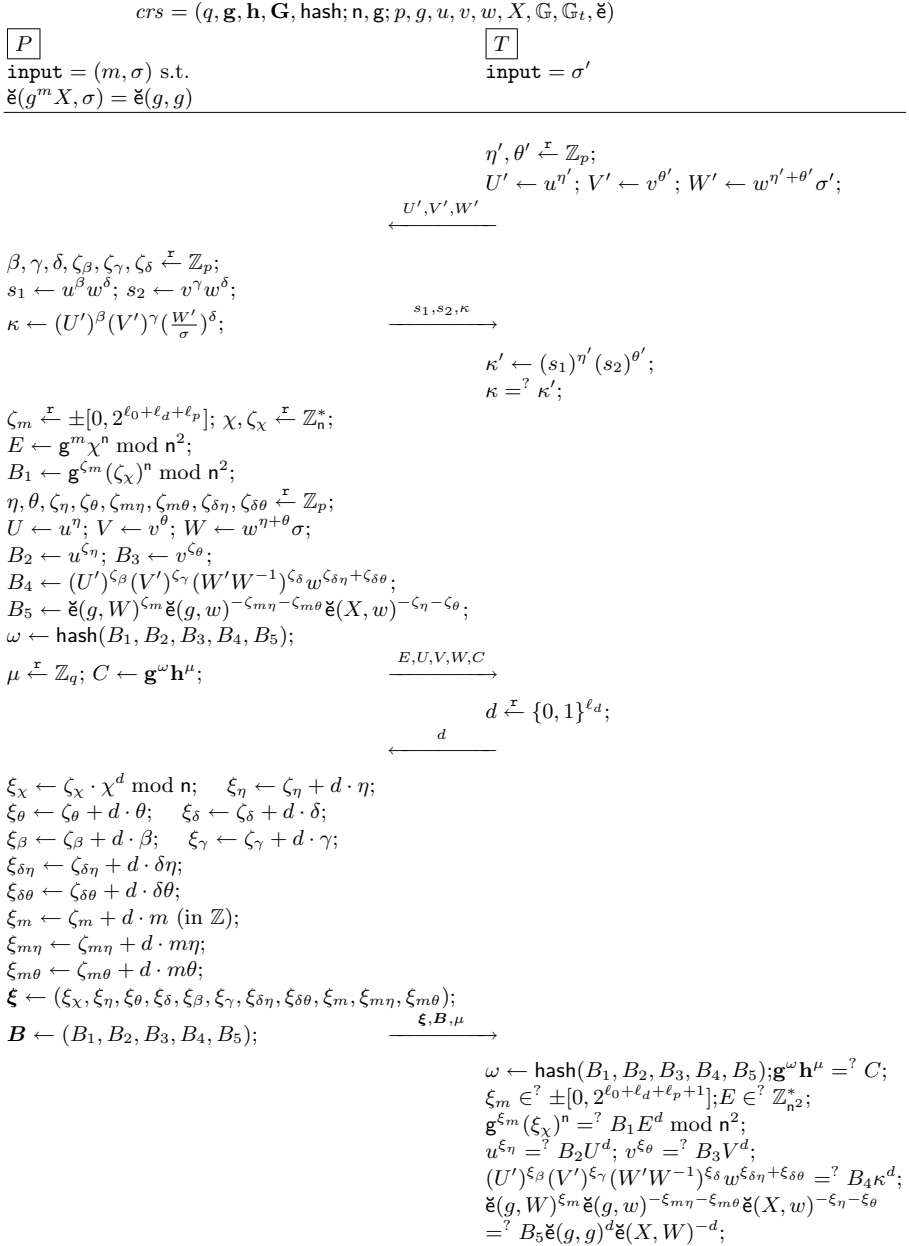 crs = (q, 𝐠, 𝐡, 𝐆, hash; n, g; p, g, u, v, w, X, 𝔾, 𝔾ₜ, ĕ)
P T
input = (m, σ) s.t. input = σ′
ĕ(g^m X, σ) = ĕ(g, g)
η′, θ′ ←^r ℤ_p;
U′ ← u^{η′}; V′ ← v^{θ′}; W′ ← w^{η′+θ′}σ′;
U′,V′,W′
β, γ, δ, ζ_β, ζ_γ, ζ_δ ←^r ℤ_p;
s_1 ← u^β w^δ; s_2 ← v^γ w^δ;
κ ← (U′)^β (V′)^γ (W′/σ)^δ; s_1,s_2,κ
κ′ ← (s_1)^{η′}(s_2)^{θ′};
κ =^? κ′;
ζ_m ←^r ±[0, 2^{ℓ_0+ℓ_d+ℓ_p}]; χ, ζ_χ ←^r ℤ*_n;
E ← g^m χ^n mod n^2;
B_1 ← g^{ζ_m}(ζ_χ)^n mod n^2;
η, θ, ζ_η, ζ_θ, ζ_{mη}, ζ_{mθ}, ζ_{δη}, ζ_{δθ} ←^r ℤ_p;
U ← u^η; V ← v^θ; W ← w^{η+θ}σ;
B_2 ← u^{ζ_η}; B_3 ← v^{ζ_θ};
B_4 ← (U′)^{ζ_β}(V′)^{ζ_γ}(W′W^{−1})^{ζ_δ}w^{ζ_{δη}+ζ_{δθ}};
B_5 ← ĕ(g, W)^{ζ_m}ĕ(g, w)^{−ζ_{mη}−ζ_{mθ}}ĕ(X, w)^{−ζ_η−ζ_θ};
ω ← hash(B_1, B_2, B_3, B_4, B_5);
μ ←^r ℤ_q; C ← 𝐠^ω 𝐡^μ; E,U,V,W,C
d ←^r {0, 1}^{ℓ_d};
d
ξ_χ ← ζ_χ · χ^d mod n; ξ_η ← ζ_η + d · η;
ξ_θ ← ζ_θ + d · θ; ξ_δ ← ζ_δ + d · δ;
ξ_β ← ζ_β + d · β; ξ_γ ← ζ_γ + d · γ;
ξ_{δη} ← ζ_{δη} + d · δη;
ξ_{δθ} ← ζ_{δθ} + d · δθ;
ξ_m ← ζ_m + d · m (in ℤ);
ξ_{mη} ← ζ_{mη} + d · mη;
ξ_{mθ} ← ζ_{mθ} + d · mθ;
𝝃 ← (ξ_χ, ξ_η, ξ_θ, ξ_δ, ξ_β, ξ_γ, ξ_{δη}, ξ_{δθ}, ξ_m, ξ_{mη}, ξ_{mθ});
𝑩 ← (B_1, B_2, B_3, B_4, B_5); 𝝃,𝑩,μ
ω ← hash(B_1, B_2, B_3, B_4, B_5);𝐠^ω 𝐡^μ =^? C;
ξ_m ∈^? ±[0, 2^{ℓ_0+ℓ_d+ℓ_p+1}];E ∈^? ℤ*_{n^2};
g^{ξ_m}(ξ_χ)^n =^? B_1E^d mod n^2;
u^{ξ_η} =^? B_2U^d; v^{ξ_θ} =^? B_3V^d;
(U′)^{ξ_β}(V′)^{ξ_γ}(W′W^{−1})^{ξ_δ}w^{ξ_{δη}+ξ_{δθ}} =^? B_4κ^d;
ĕ(g, W)^{ξ_m}ĕ(g, w)^{−ξ_{mη}−ξ_{mθ}}ĕ(X, w)^{−ξ_η−ξ_θ}
=^? B_5ĕ(g, g)^dĕ(X, W)^{−d};